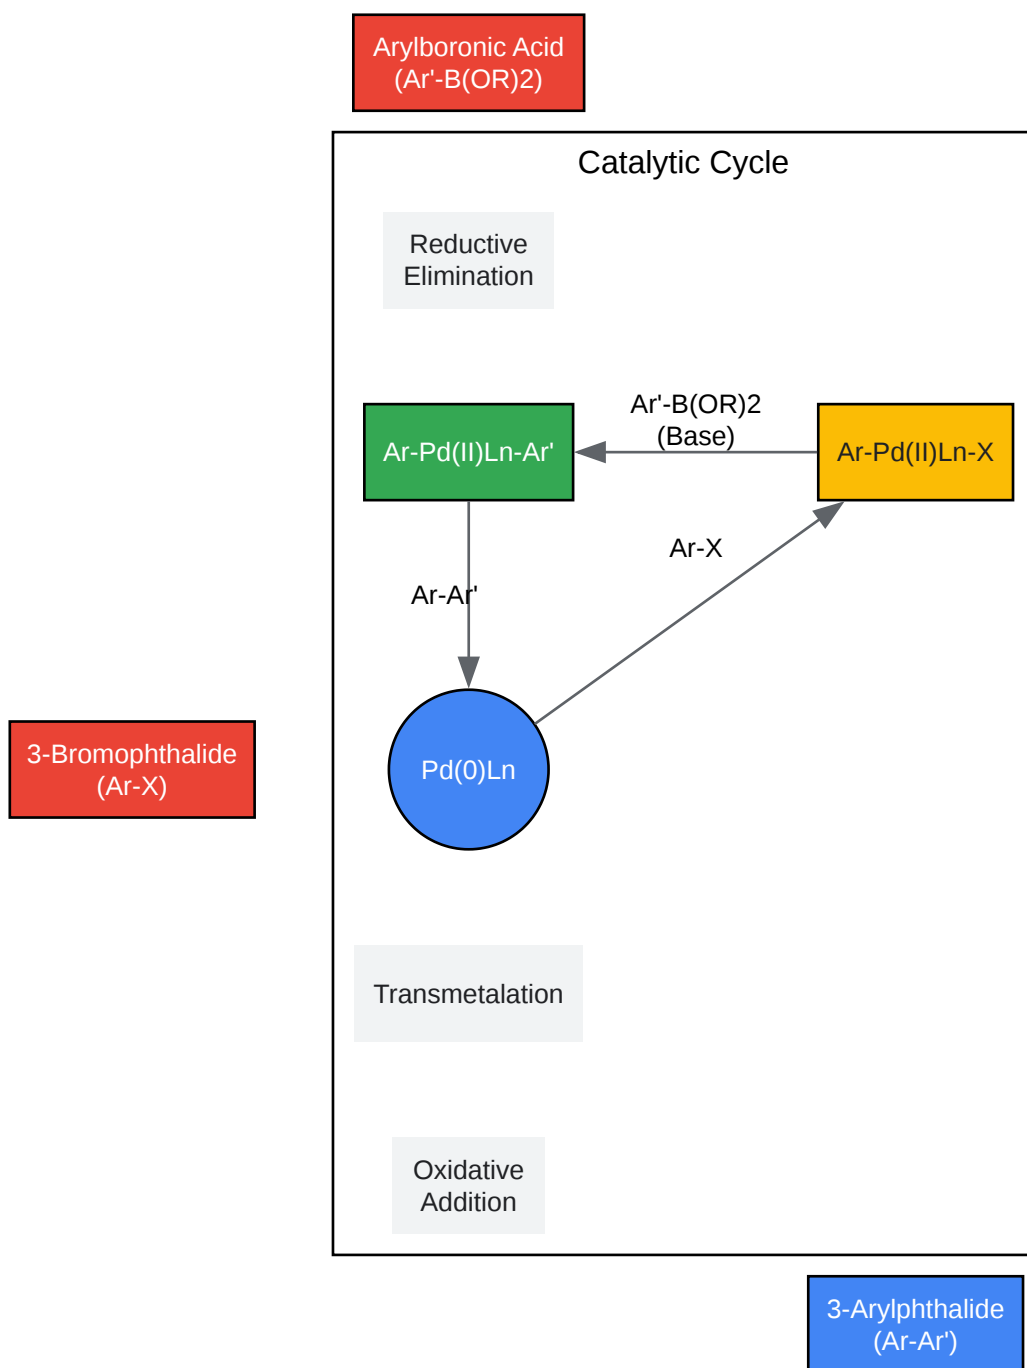 Arylboronic Acid
(Ar'-B(OR)2)
Catalytic Cycle
Reductive
Elimination
Ar'-B(OR)2
(Base)
Ar-Pd(II)Ln-Ar'
Ar-Pd(II)Ln-X
Ar-X
Ar-Ar'
3-Bromophthalide
(Ar-X)
Pd(0)Ln
Transmetalation
Oxidative
Addition
3-Arylphthalide
(Ar-Ar')